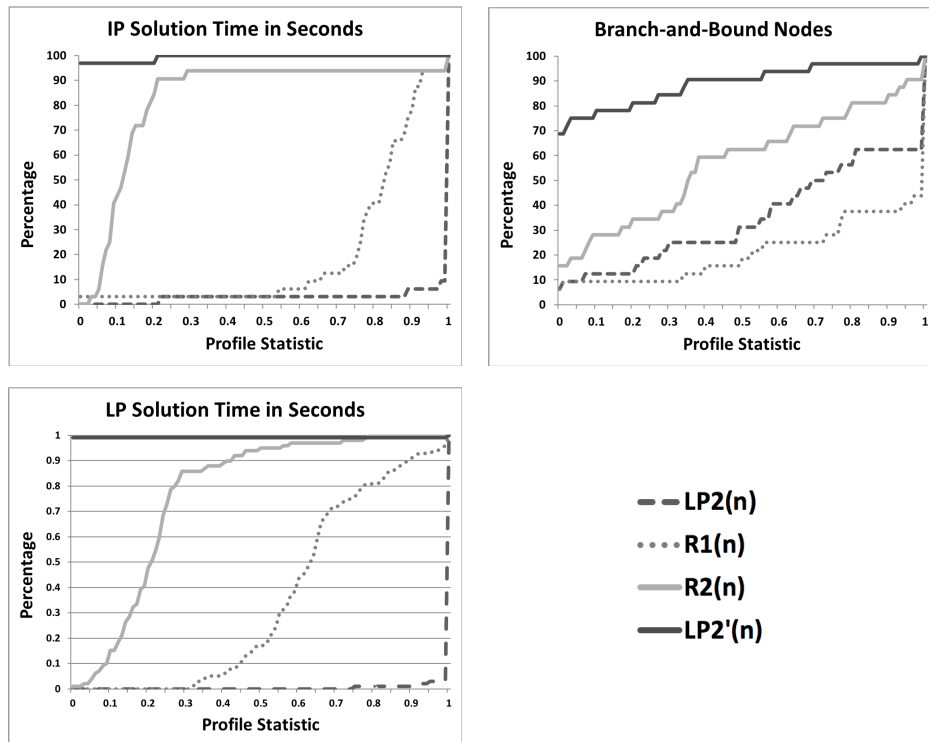 IP Solution Time in Seconds
100
90
80
70
60
50
40
30
20
10
0
Percentage
0 0.1 0.2 0.3 0.4 0.5 0.6 0.7 0.8 0.9 1
Profile Statistic
Branch-and-Bound Nodes
100
90
80
70
60
50
40
30
20
10
0
Percentage
0 0.1 0.2 0.3 0.4 0.5 0.6 0.7 0.8 0.9 1
Profile Statistic
LP Solution Time in Seconds
1
0.9
0.8
0.7
0.6
0.5
0.4
0.3
0.2
0.1
0
Percentage
0 0.1 0.2 0.3 0.4 0.5 0.6 0.7 0.8 0.9 1
Profile Statistic
LP2(n)
R1(n)
R2(n)
LP2'(n)